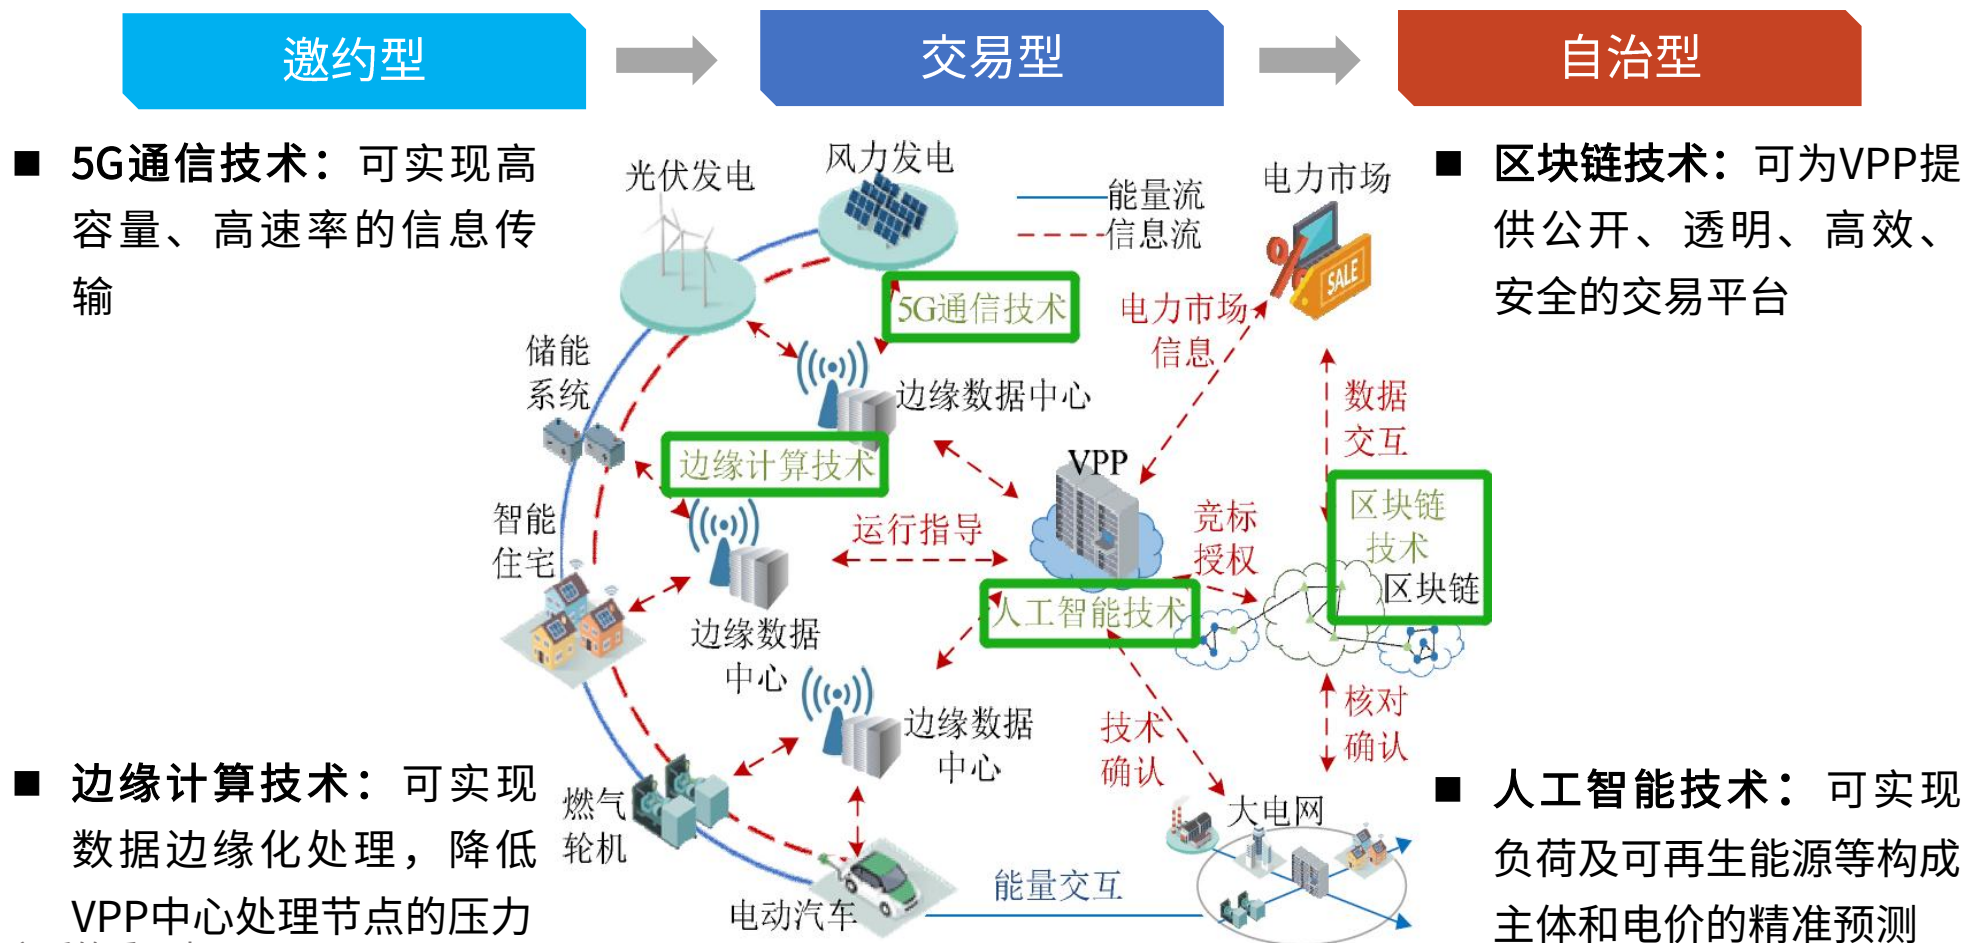 邀约型
交易型
自治型
■ 5G通信技术：可实现高
容量、高速率的信息传
输
■ 边缘计算技术：可实现
数据边缘化处理，降低
VPP中心处理节点的压力
光伏发电
风力发电
能量流
信息流
电力市场
SALE
5G通信技术
电力市场
信息
储能
系统
边缘数据中心
数据
交互
边缘计算技术
VPP
智能
住宅
运行指导
竞标
授权
区块链
技术
区块链
人工智能技术
边缘数据
中心
边缘数据
中心
技术
确认
核对
确认
燃气
轮机
大电网
电动汽车
能量交互
■ 区块链技术：可为VPP提
供公开、透明、高效、
安全的交易平台
■ 人工智能技术：可实现
负荷及可再生能源等构成
主体和电价的精准预测